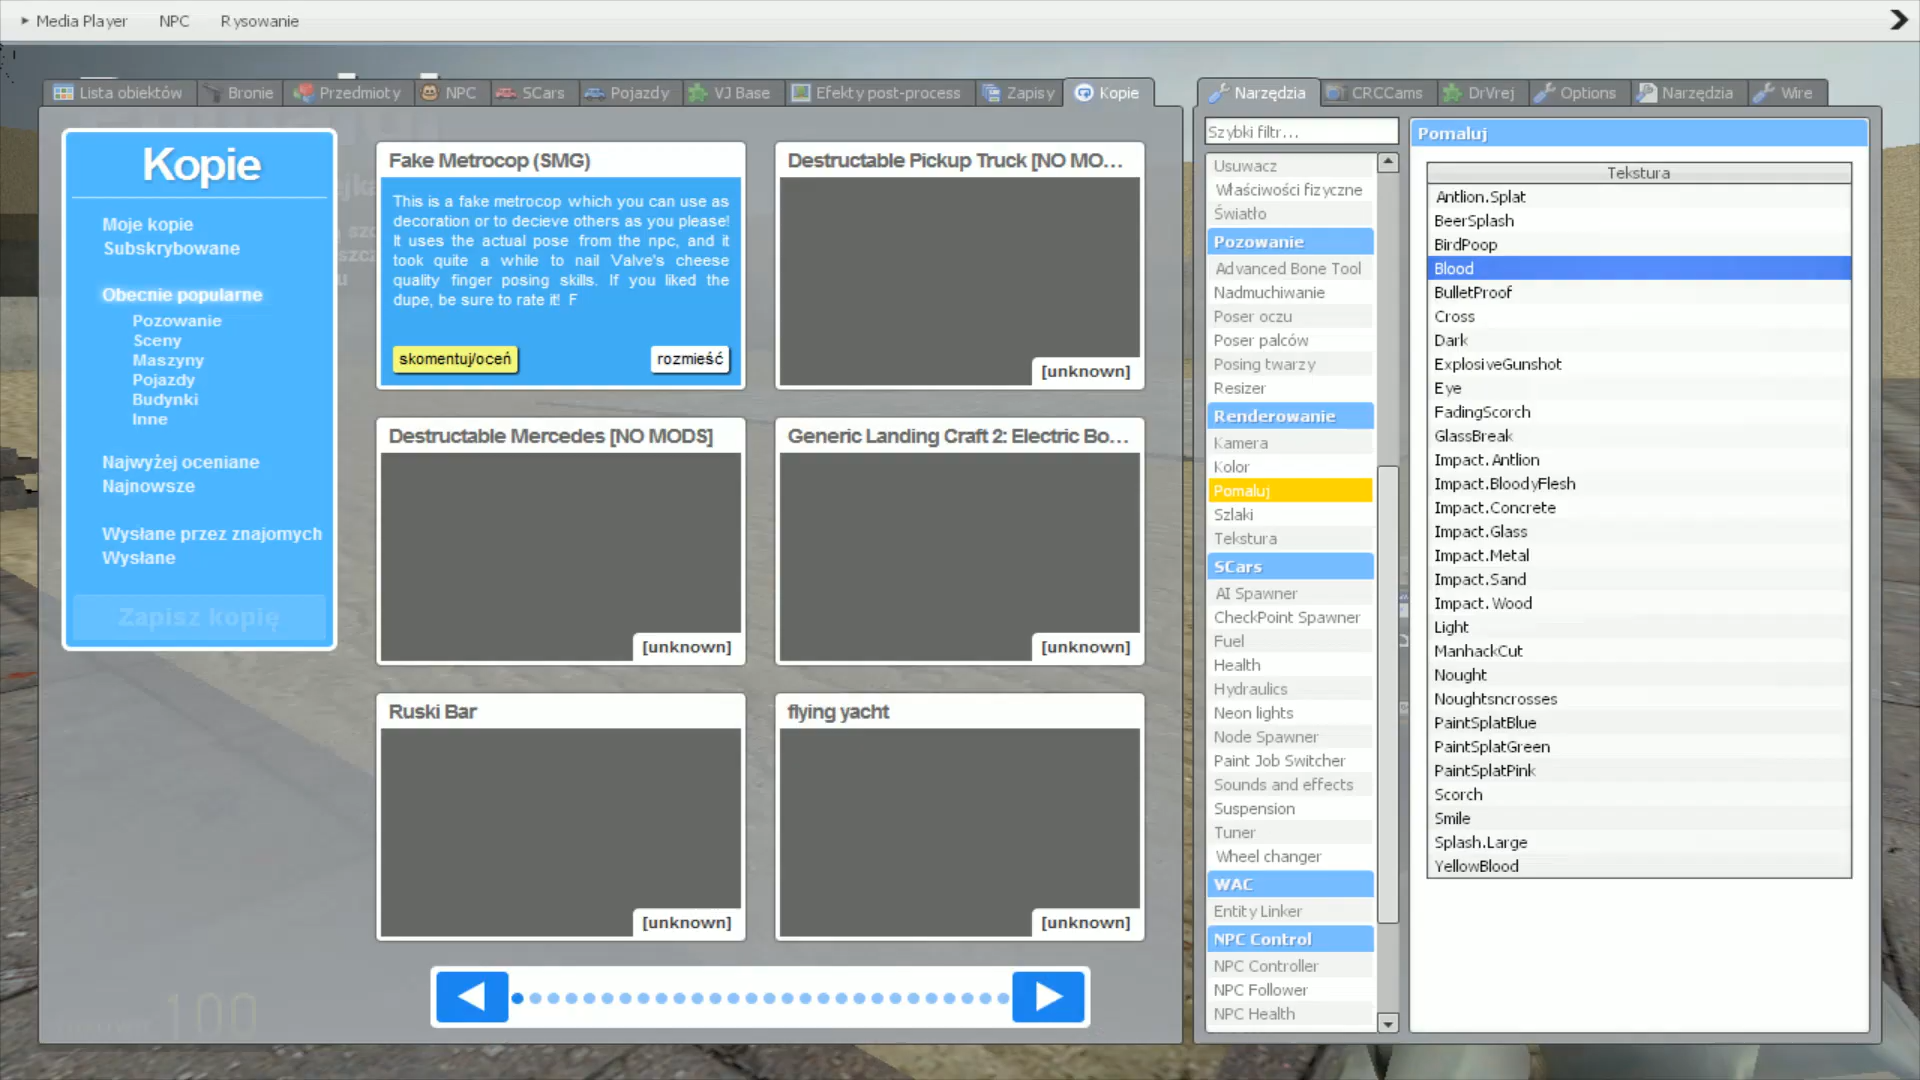 Media Player NPC Rysowanie
Lista obiektów Bronie Przedmioty NPC SCars Pojazdy VJ Base Efekty post-process Zapisy Kopie
Kopie
Moje kopie
Subskrybowane
Obecnie popularne
Pozowanie
Sceny
Maszyny
Pojazdy
Budynki
Inne
Najwyżej oceniane
Najnowsze
Wysłane przez znajomych
Wysłane
Zapisz kopię
Fake Metrocop (SMG)
This is a fake metrocop which you can use as
decoration or to decieve others as you please!
It uses the actual pose from the npc, and it
took quite a while to nail Valve's cheese
quality finger posing skills. If you liked the
dupe, be sure to rate it! F
skomentuj/oceń rozmieść
Destructable Pickup Truck [NO MO...
[unknown]
Destructable Mercedes [NO MODS]
[unknown]
Generic Landing Craft 2: Electric Bo...
[unknown]
Ruski Bar
[unknown]
flying yacht
[unknown]
100
Narzędzia CRCCams DrVrej Options Narzędzia Wire
Szybki filtr...
Usuwacz
Właściwości fizyczne
Światło
Pozowanie
Advanced Bone Tool
Nadmuchiwanie
Poser oczu
Poser palców
Posing twarzy
Resizer
Renderowanie
Kamera
Kolor
Pomaluj
Szlaki
Tekstura
SCars
AI Spawner
CheckPoint Spawner
Fuel
Health
Hydraulics
Neon lights
Node Spawner
Paint Job Switcher
Sounds and effects
Suspension
Tuner
Wheel changer
WAC
Entity Linker
NPC Control
NPC Controller
NPC Follower
NPC Health
Pomaluj
Tekstura
Antlion.Splat
BeerSplash
BirdPoop
Blood
BulletProof
Cross
Dark
ExplosiveGunshot
Eye
FadingScorch
GlassBreak
Impact.Antlion
Impact.BloodyFlesh
Impact.Concrete
Impact.Glass
Impact.Metal
Impact.Sand
Impact.Wood
Light
ManhackCut
Nought
Noughtsncrosses
PaintSplatBlue
PaintSplatGreen
PaintSplatPink
Scorch
Smile
Splash.Large
YellowBlood